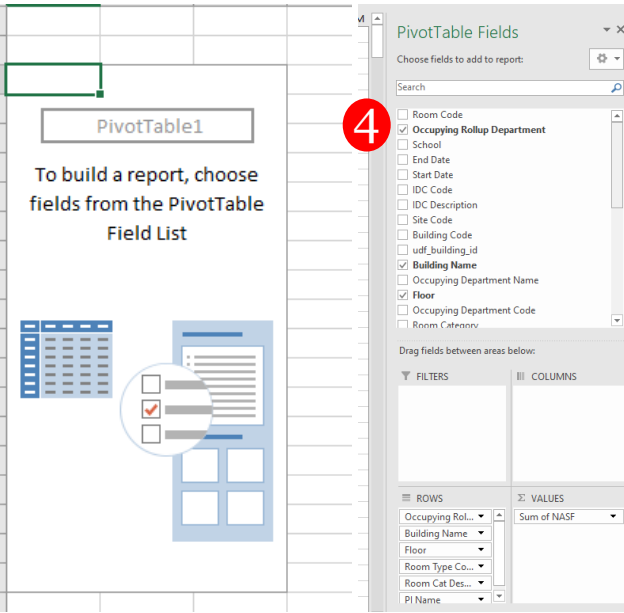 M
PivotTable1
To build a report, choose
fields from the PivotTable
Field List
4
PivotTable Fields
Choose fields to add to report:
Search
Room Code
Occupying Rollup Department
School
End Date
Start Date
IDC Code
IDC Description
Site Code
Building Code
udf_building_id
Building Name
Occupying Department Name
Floor
Occupying Department Code
Room Category
Drag fields between areas below:
FILTERS
COLUMNS
ROWS
Σ VALUES
Occupying Rol...
Sum of NASF
Building Name
Floor
Room Type Co...
Room Cat Des...
PI Name